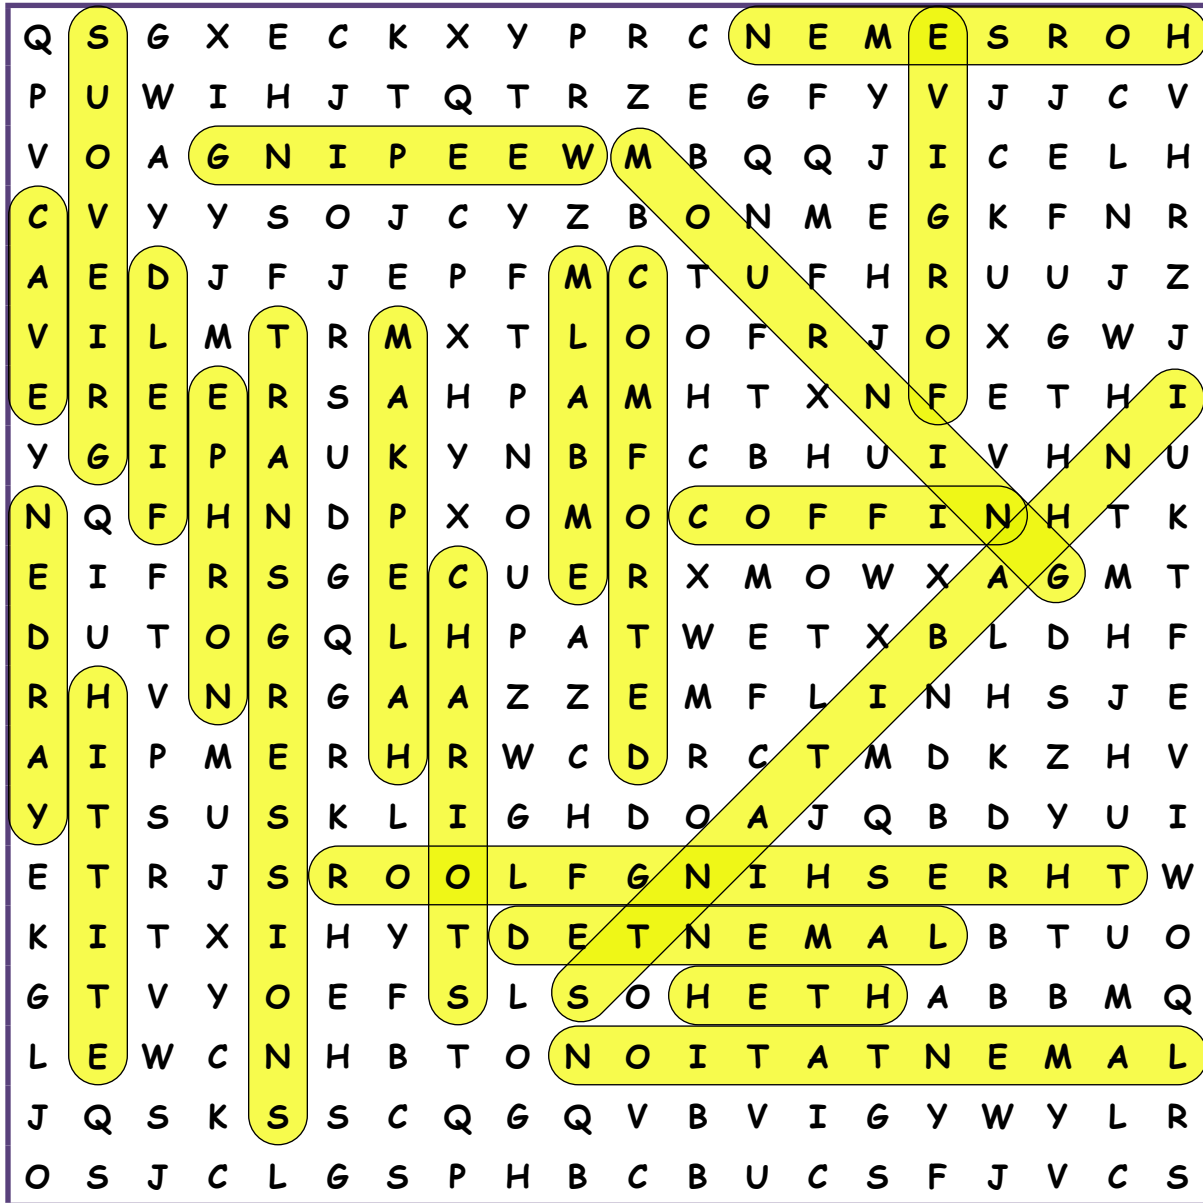 Q S G X E C K X Y P R C N E M E S R O H
P U W I H J T Q T R Z E G F Y V J J C V
V O A G N I P E E W M B Q Q J I C E L H
C V Y Y S O J C Y Z B O N M E G K F N R
A E D J F J E P F M C T U F H R U U J Z
V I L M T R M X T L O O F R J O X G W J
E R E E R S A H P A M H T X N F E T H I
Y G I P A U K Y N B F C B H U I V H N U
N Q F H N D P X O M O C O F F I N H T K
E I F R S G E C U E R X M O W X A G M T
D U T O G Q L H P A T W E T X B L D H F
R H V N R G A A Z Z E M F L I N H S J E
A I P M E R H R W C D R C T M D K Z H V
Y T S U S K L I G H D O A J Q B D Y U I
E T R J S R O O L F G N I H S E R H T W
K I T X I H Y T D E T N E M A L B T U O
G T V Y O E F S L S O H E T H A B B M Q
L E W C N H B T O N O I T A T N E M A L
J Q S K S S C Q G Q V B V I G Y W Y L R
O S J C L G S P H B C B U C S F J V C S